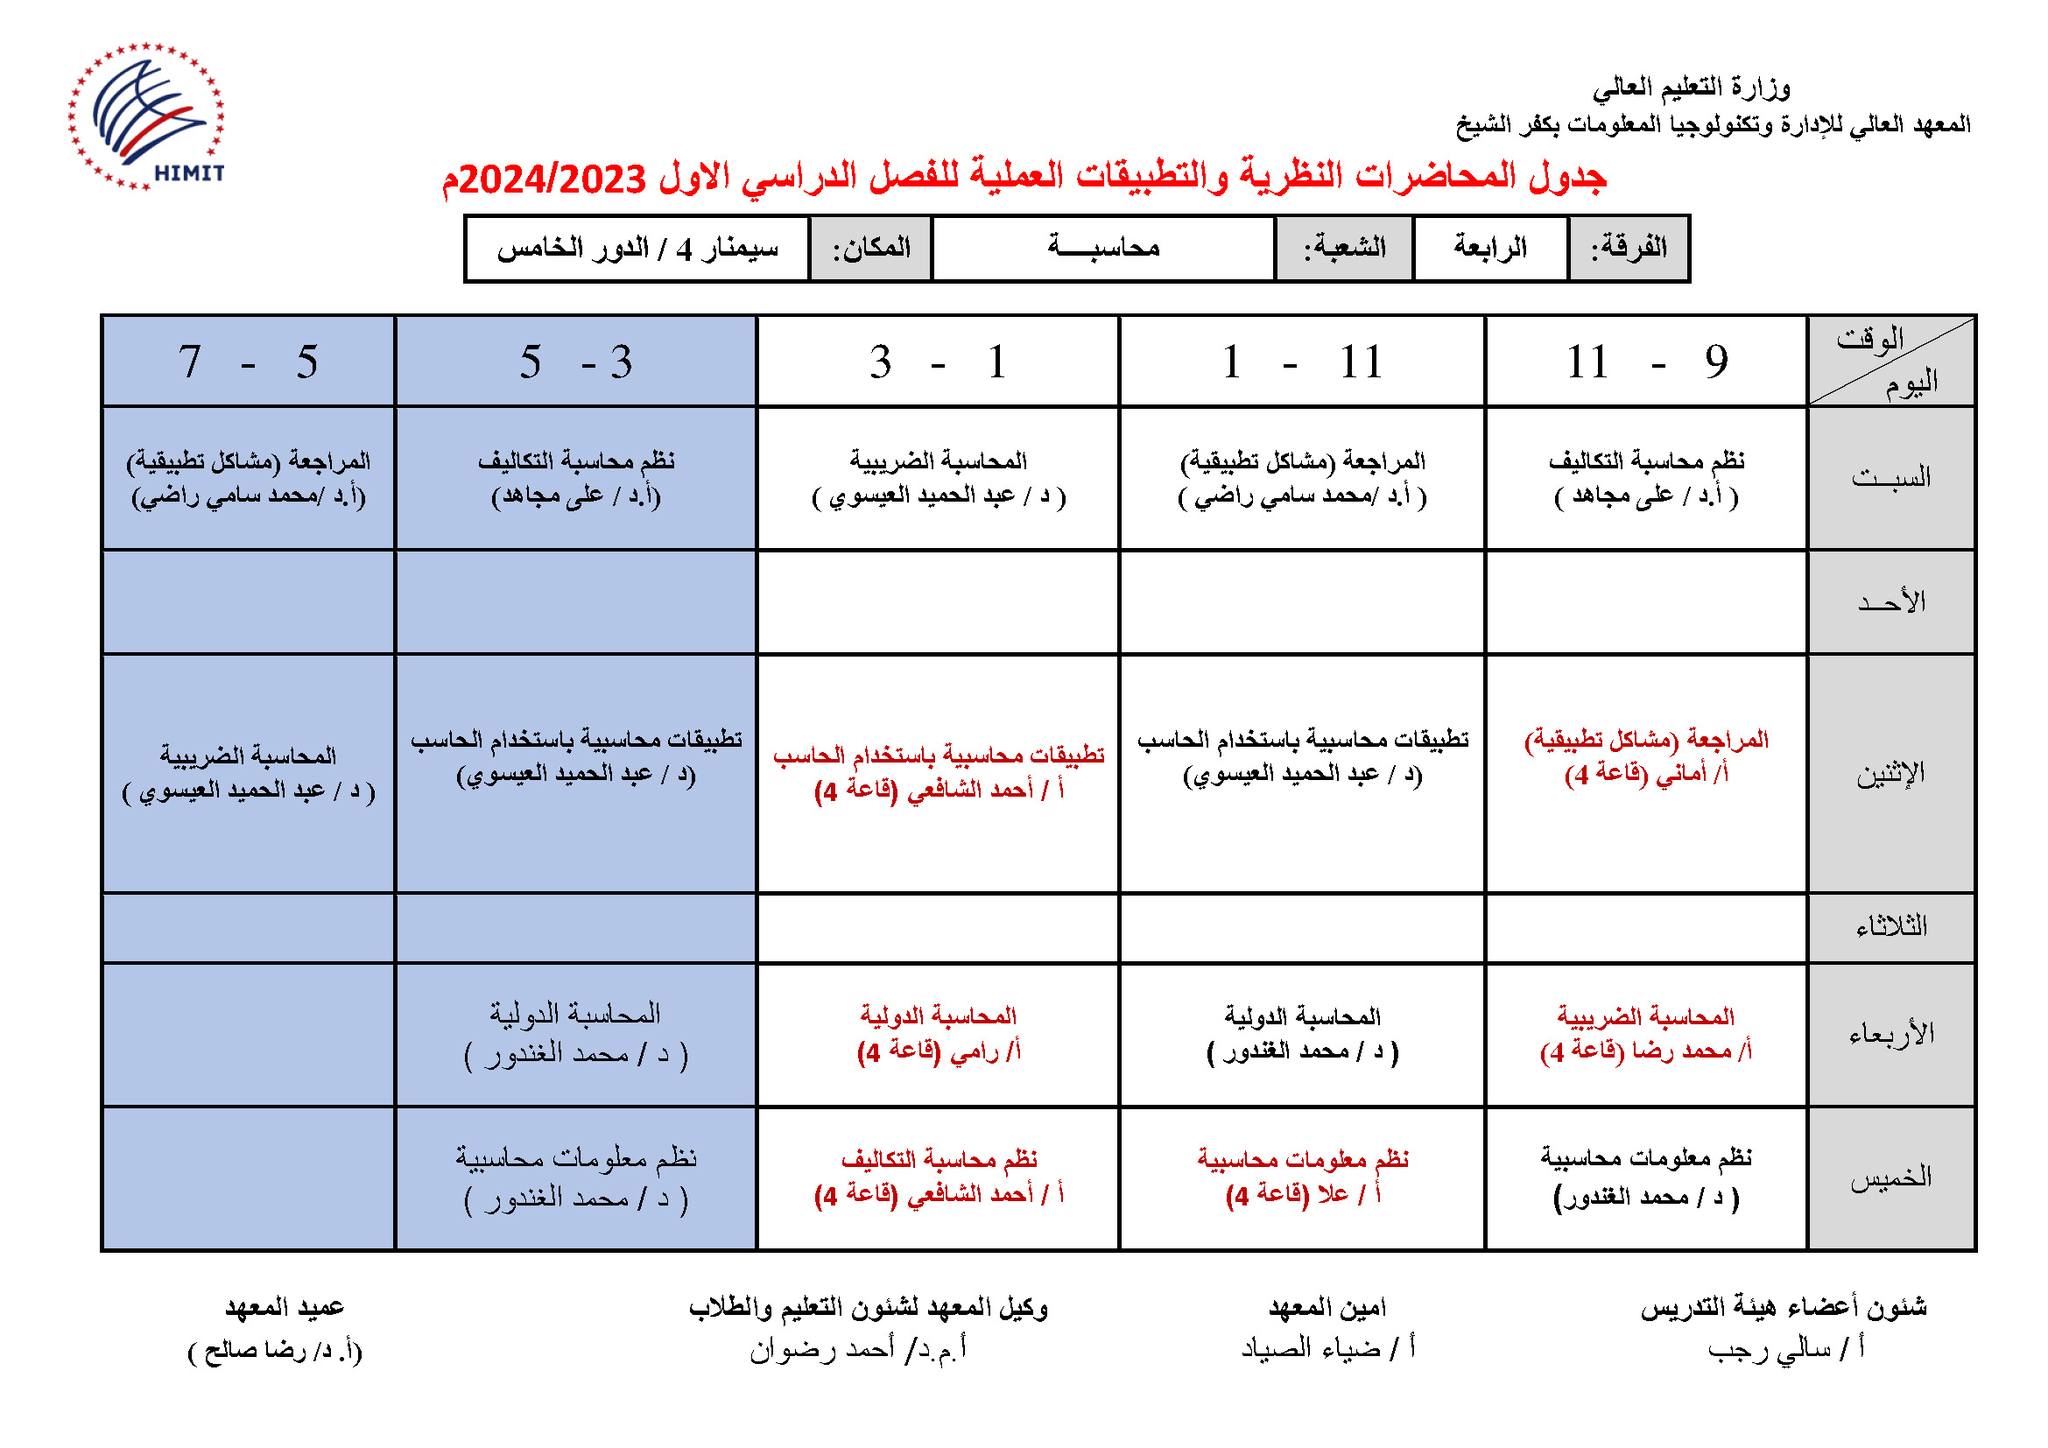 HIMIT
وزارة التعليم العالي
المعهد العالي للإدارة وتكنولوجيا المعلومات بكفر الشيخ
جدول المحاضرات النظرية والتطبيقات العملية للفصل الدراسي الاول 2024/2023م
الفرقة: الرابعة الشعبة: محاسبـــة المكان: سيمنار 4 / الدور الخامس
الوقت
اليوم
9 - 11
11 - 1
1 - 3
3 - 5
5 - 7
السبــت
نظم محاسبة التكاليف
( أ.د / على مجاهد )
المراجعة (مشاكل تطبيقية)
( أ.د /محمد سامي راضي )
المحاسبة الضريبية
( د / عبد الحميد العيسوي )
نظم محاسبة التكاليف
(أ.د / على مجاهد)
المراجعة (مشاكل تطبيقية)
(أ.د /محمد سامي راضي)
الأحــد
الإثنين
المراجعة (مشاكل تطبيقية)
أ/ أماني (قاعة 4)
تطبيقات محاسبية باستخدام الحاسب
(د / عبد الحميد العيسوي)
تطبيقات محاسبية باستخدام الحاسب
أ / أحمد الشافعي (قاعة 4)
تطبيقات محاسبية باستخدام الحاسب
(د / عبد الحميد العيسوي)
المحاسبة الضريبية
( د / عبد الحميد العيسوي )
الثلاثاء
الأربعاء
المحاسبة الضريبية
أ/ محمد رضا (قاعة 4)
المحاسبة الدولية
( د / محمد الغندور )
المحاسبة الدولية
أ/ رامي (قاعة 4)
المحاسبة الدولية
( د / محمد الغندور )
الخميس
نظم معلومات محاسبية
( د / محمد الغندور)
نظم معلومات محاسبية
أ / علا (قاعة 4)
نظم محاسبة التكاليف
أ / أحمد الشافعي (قاعة 4)
نظم معلومات محاسبية
( د / محمد الغندور )
شئون أعضاء هيئة التدريس
أ / سالي رجب
امين المعهد
أ / ضياء الصياد
وكيل المعهد لشئون التعليم والطلاب
أ.م.د/ أحمد رضوان
عميد المعهد
(أ. د/ رضا صالح )